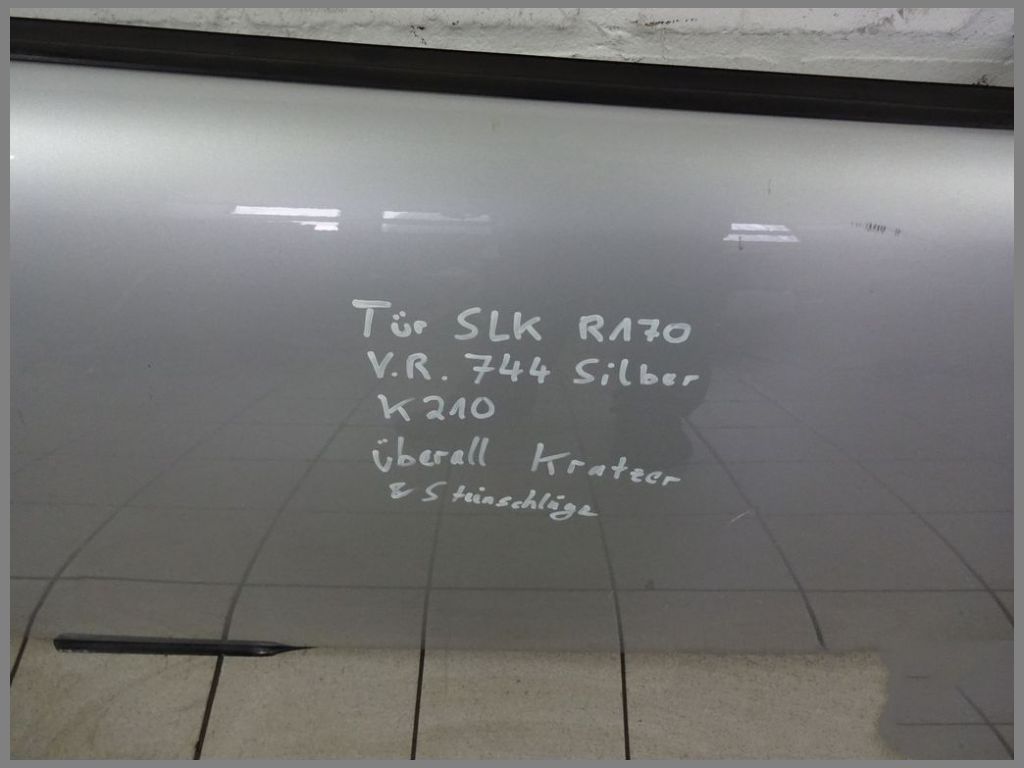 Tür SLK R170
V.R. 744 Silber
K210
überall Kratzer
& Steinschläge